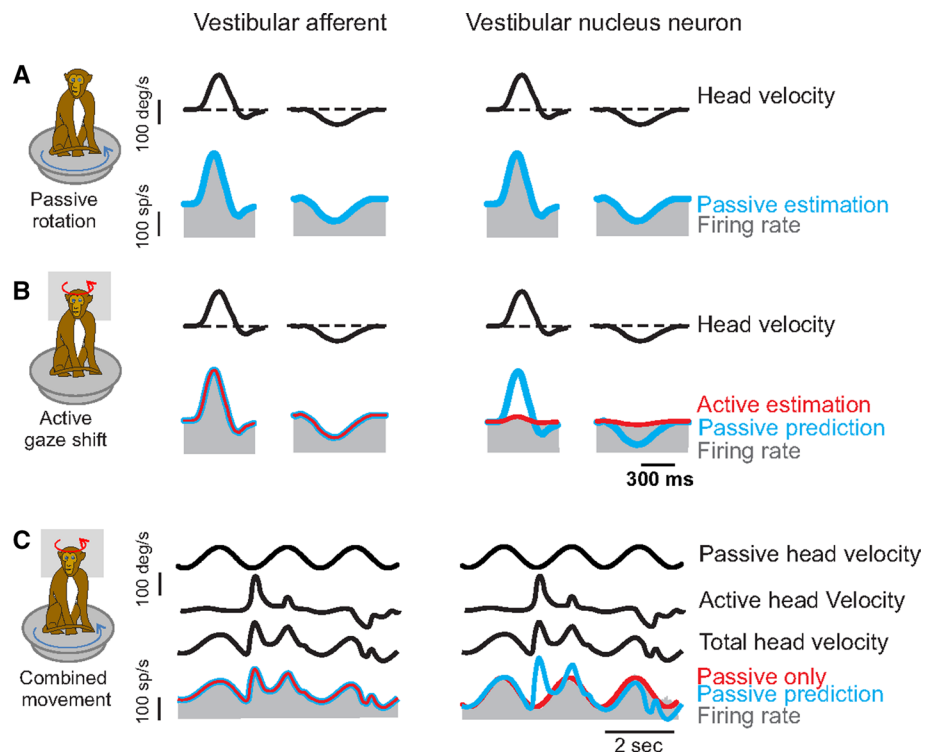 Vestibular afferent
Vestibular nucleus neuron
A
100 deg/s
Head velocity
100 sp/s
Passive estimation
Firing rate
Passive
rotation
B
Head velocity
Active estimation
Passive prediction
Firing rate
Active
gaze shift
300 ms
C
100 deg/s
Passive head velocity
Active head Velocity
Total head velocity
100 sp/s
Passive only
Passive prediction
Firing rate
Combined
movement
2 sec